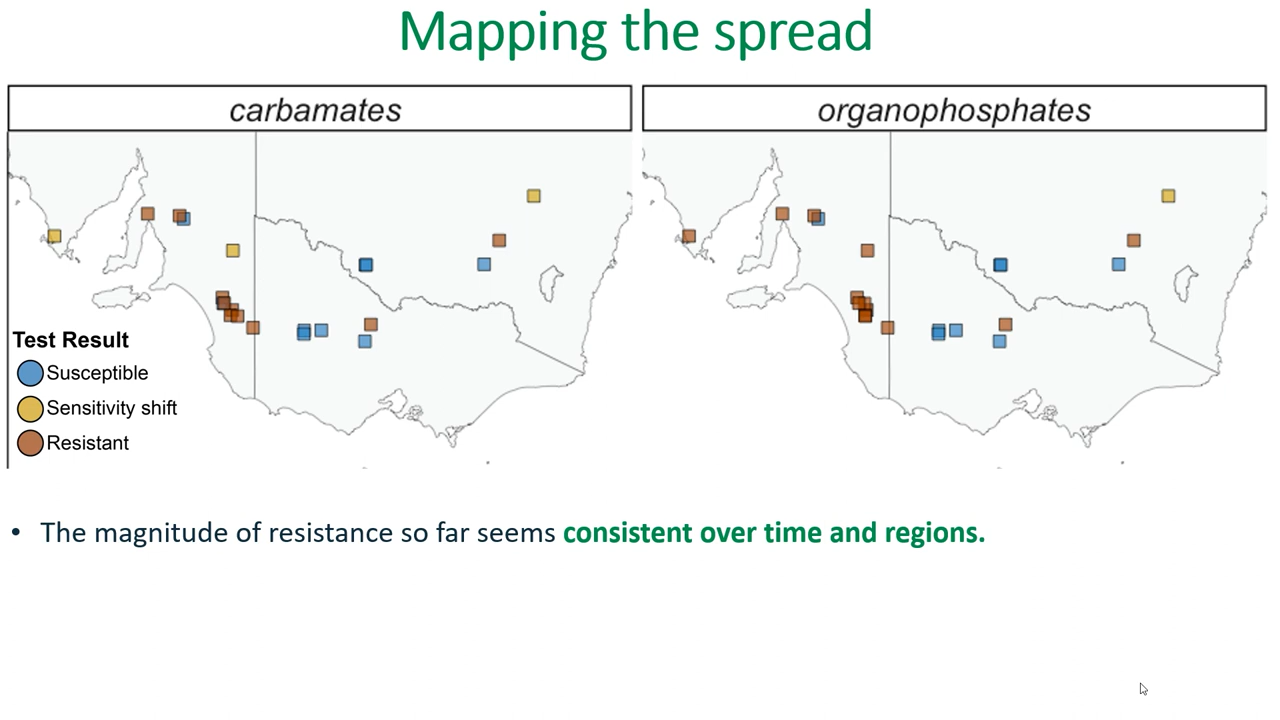 Mapping the spread
carbamates
organophosphates
Test Result
Susceptible
Sensitivity shift
Resistant
• The magnitude of resistance so far seems consistent over time and regions.